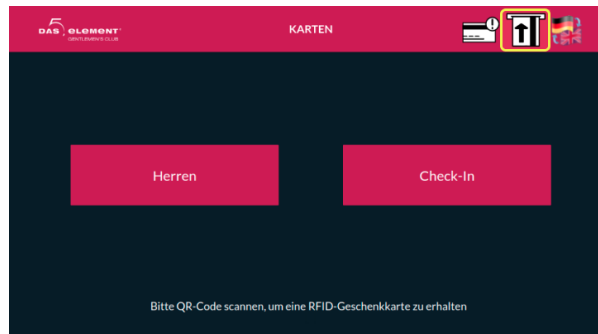 DAS 5 ELEMENT
GENTLEMEN'S CLUB
KARTEN
Herren
Check-In
Bitte QR-Code scannen, um eine RFID-Geschenkkarte zu erhalten